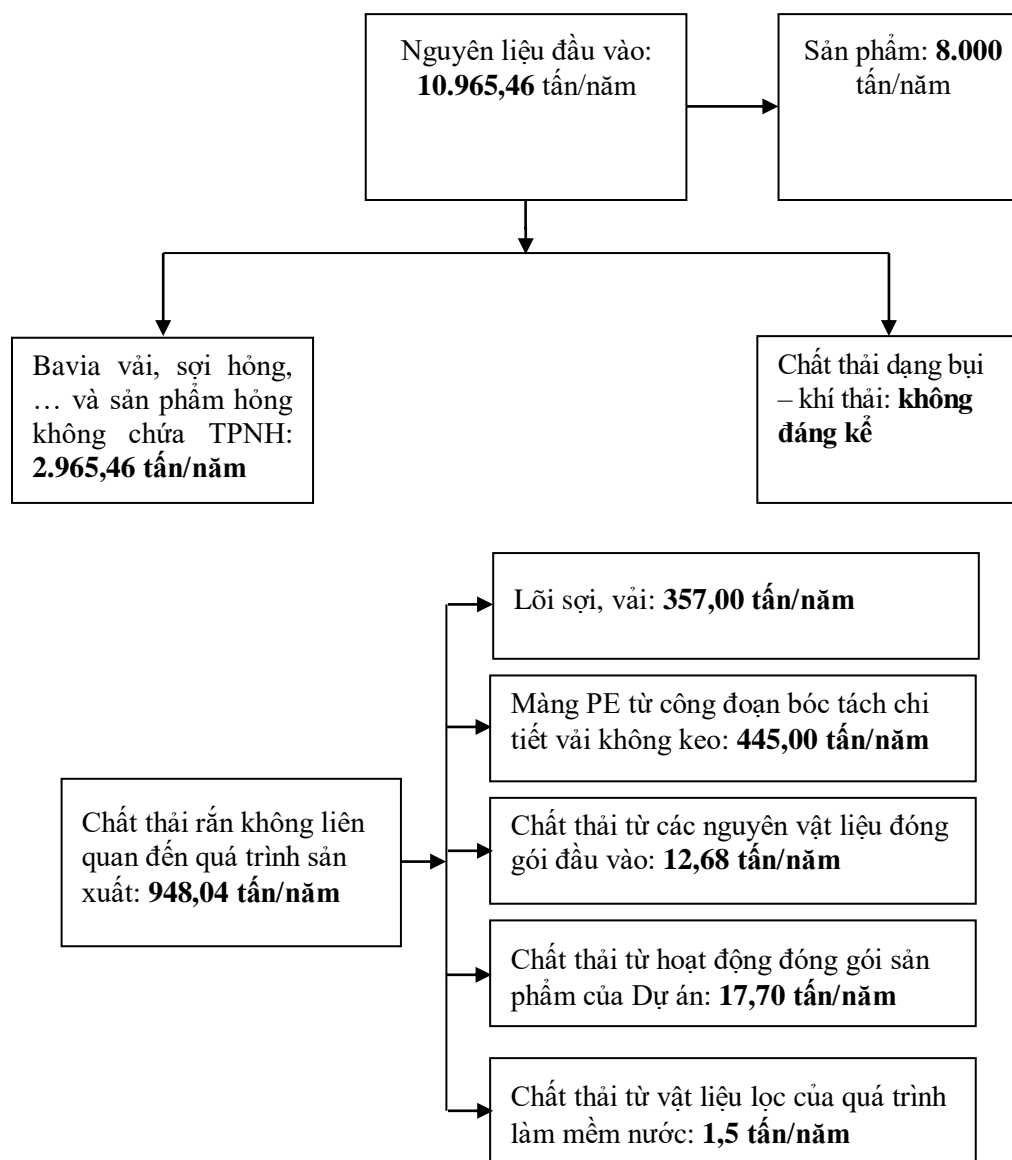 Nguyên liệu đầu vào:
10.965,46 tấn/năm
Sản phẩm: 8.000
tấn/năm
Bavia vải, sợi hỏng,
… và sản phẩm hỏng
không chứa TPNH:
2.965,46 tấn/năm
Chất thải dạng bụi
– khí thải: không
đáng kể
Chất thải rắn không liên
quan đến quá trình sản
xuất: 948,04 tấn/năm
Lõi sợi, vải: 357,00 tấn/năm
Màng PE từ công đoạn bóc tách chi
tiết vải không keo: 445,00 tấn/năm
Chất thải từ các nguyên vật liệu đóng
gói đầu vào: 12,68 tấn/năm
Chất thải từ hoạt động đóng gói sản
phẩm của Dự án: 17,70 tấn/năm
Chất thải từ vật liệu lọc của quá trình
làm mềm nước: 1,5 tấn/năm